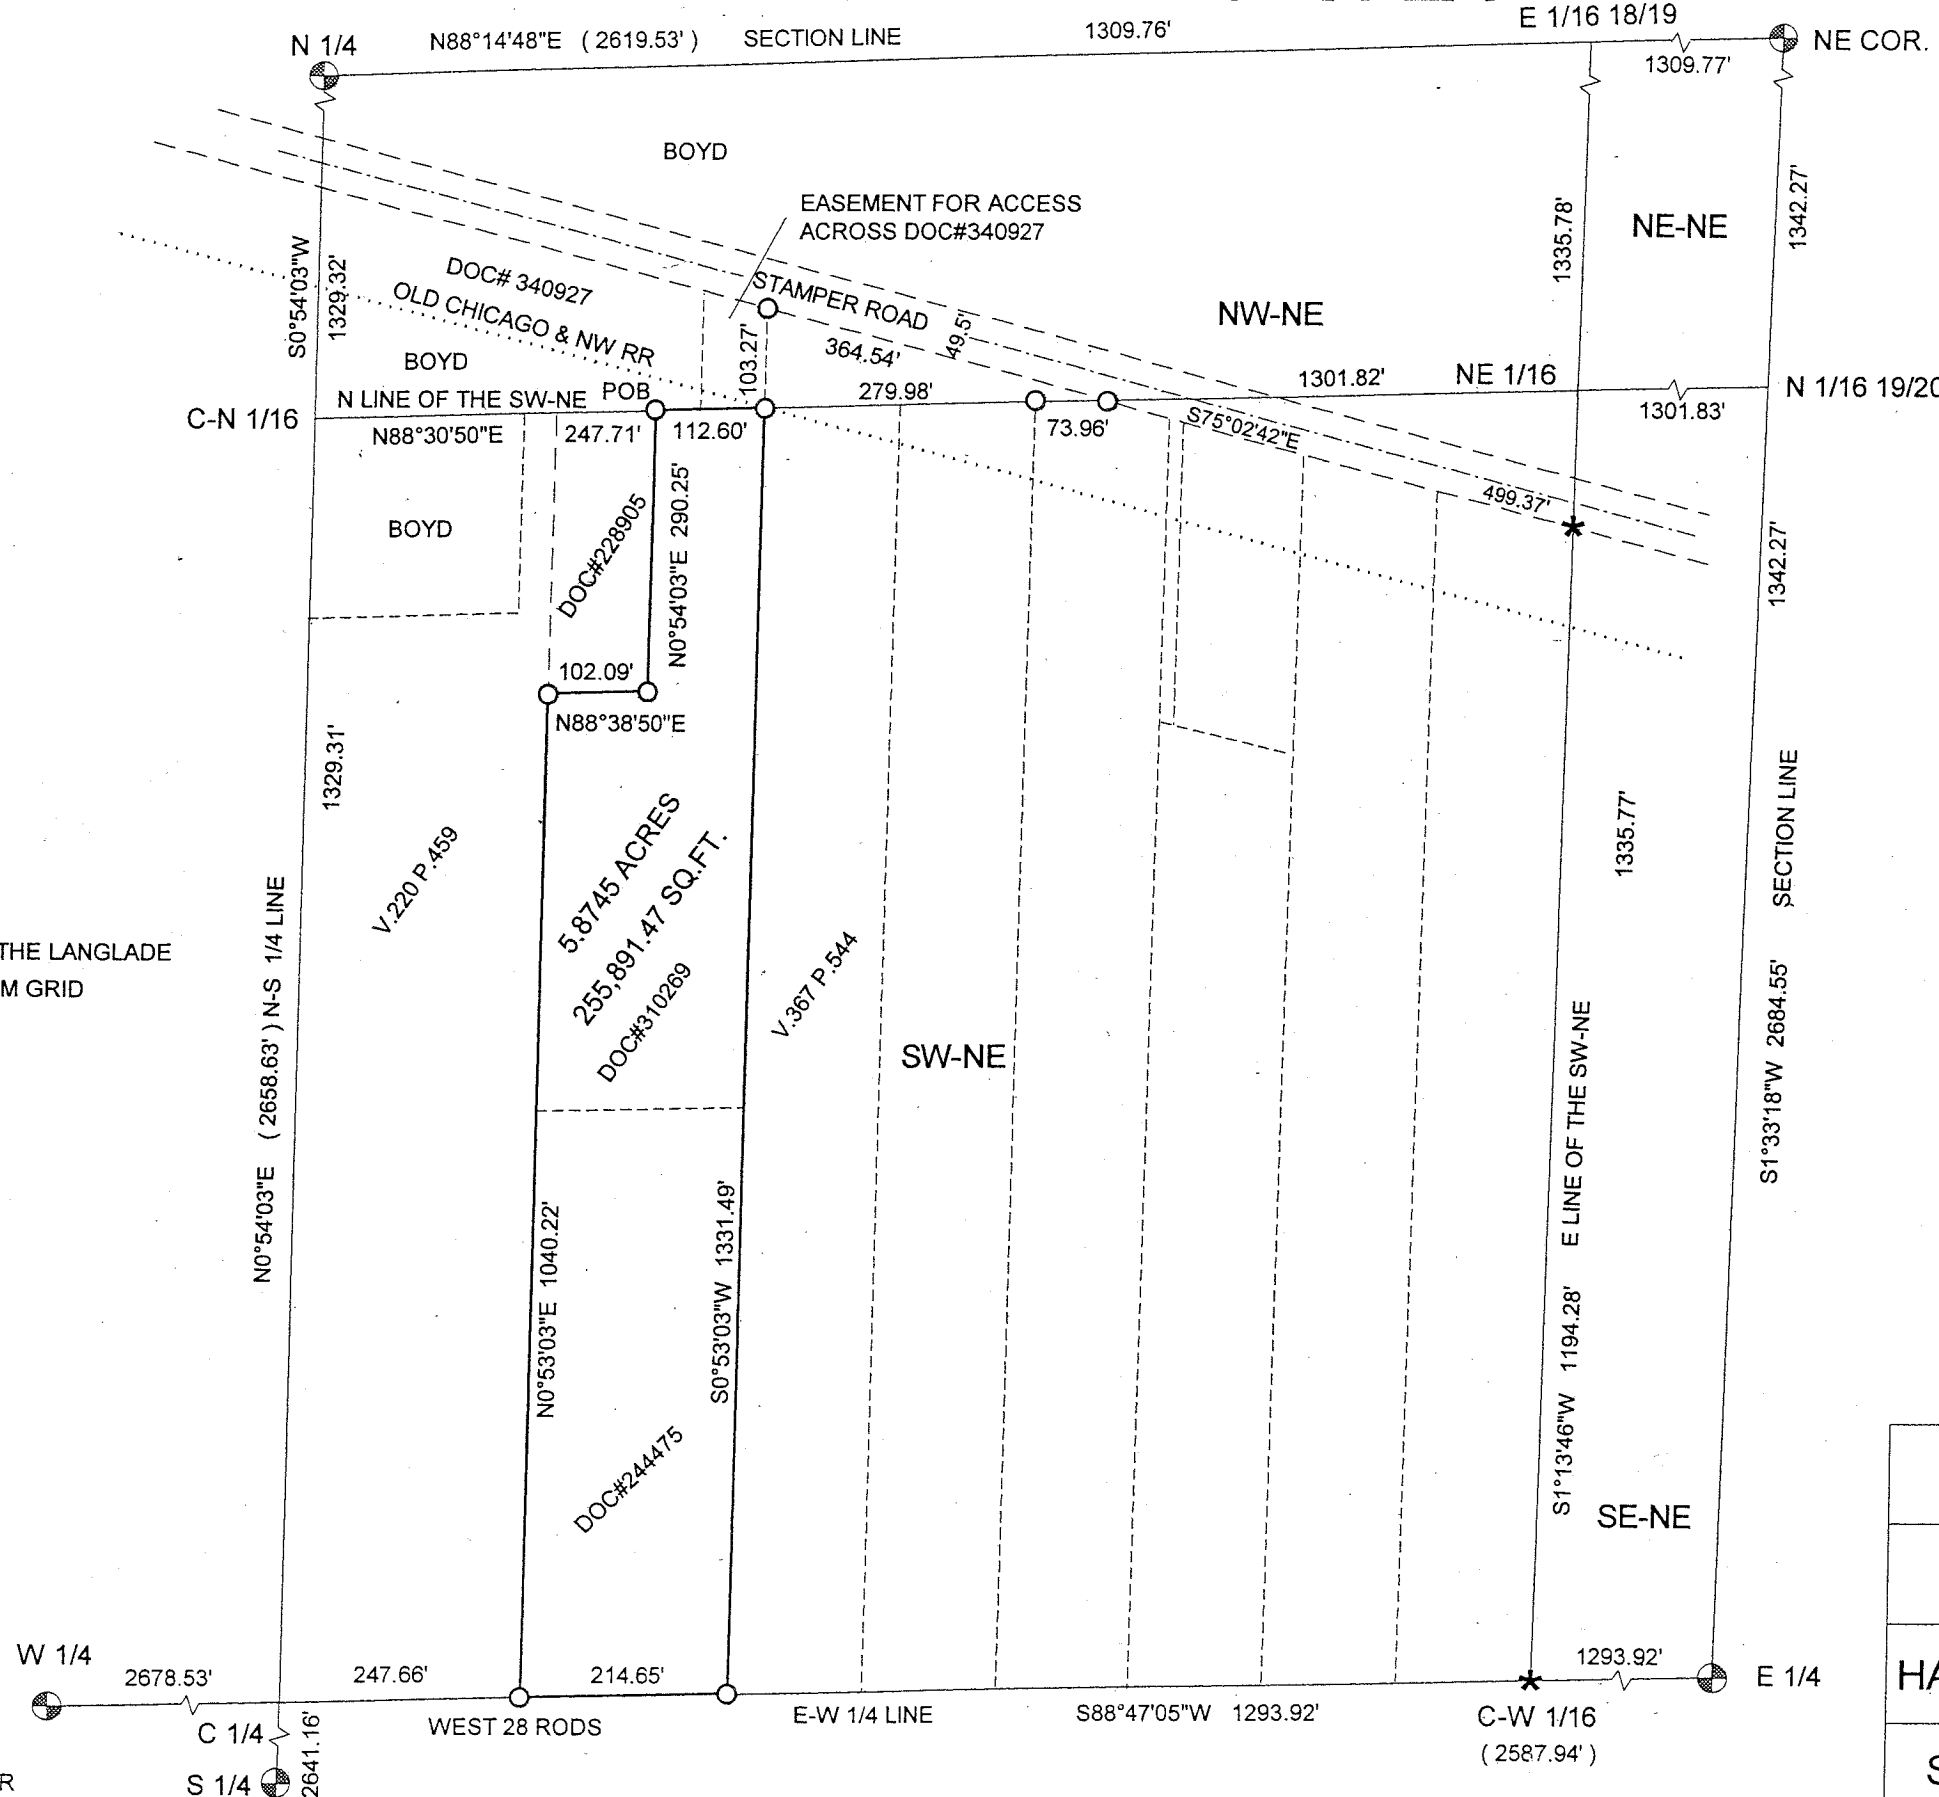 E 1/16 18/19
N 1/4
N88°14'48"E ( 2619.53' ) SECTION LINE
1309.76'
NE COR.
1309.77'
BOYD
EASEMENT FOR ACCESS
ACROSS DOC#340927
1335.78'
NE-NE
1342.27'
S0°54'03"W
1329.32'
DOC# 340927
OLD CHICAGO & NW RR
STAMPER ROAD
49.5'
NW-NE
103.27'
364.54'
BOYD
N LINE OF THE SW-NE
POB
279.98'
1301.82'
NE 1/16
N 1/16 19/20
C-N 1/16
N88°30'50"E
247.71'
112.60'
73.96'
S75°02'42"E
1301.83'
499.37'
BOYD
DOC#228905
N0°54'03"E 290.25'
1342.27'
102.09'
N88°38'50"E
1329.31'
V.220 P.459
5.8745 ACRES
255,891.47 SQ.FT.
DOC#310269
V.367 P.544
SW-NE
1335.77'
SECTION LINE
S1°33'18"W 2684.55'
THE LANGLADE
M GRID
N0°54'03"E ( 2658.63' ) N-S 1/4 LINE
E LINE OF THE SW-NE
S1°13'46"W 1194.28'
N0°53'03"E 1040.22'
S0°53'03"W 1331.49'
DOC#244475
SE-NE
W 1/4
2678.53'
247.66'
214.65'
1293.92'
E 1/4
C 1/4
WEST 28 RODS
E-W 1/4 LINE
S88°47'05"W 1293.92'
C-W 1/16
( 2587.94' )
2641.16'
S 1/4
R
HA
S